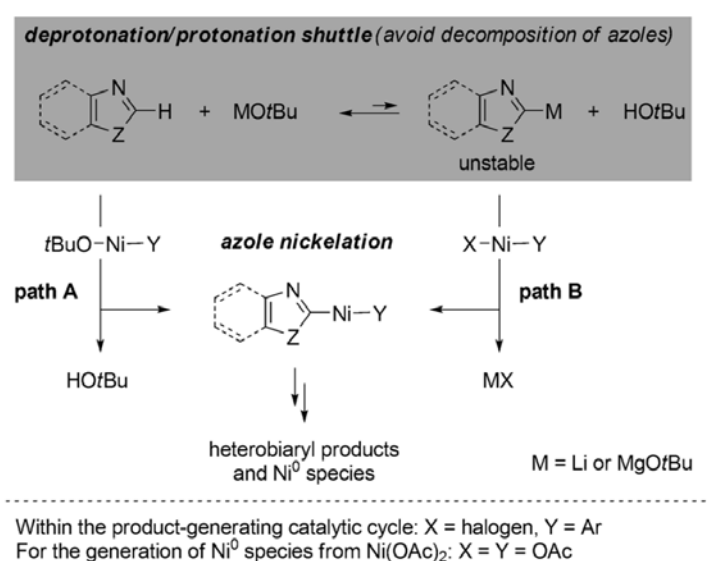 deprotonation/protonation shuttle (avoid decomposition of azoles)
N
H + MOtBu
Z
N
M + HOtBu
Z
unstable
tBuO-Ni-Y
azole nickelation
X-Ni-Y
path A
N
Ni-Y
Z
path B
HOtBu
MX
heterobiaryl products
and Ni⁰ species
M = Li or MgOtBu
Within the product-generating catalytic cycle: X = halogen, Y = Ar
For the generation of Ni⁰ species from Ni(OAc)₂: X = Y = OAc